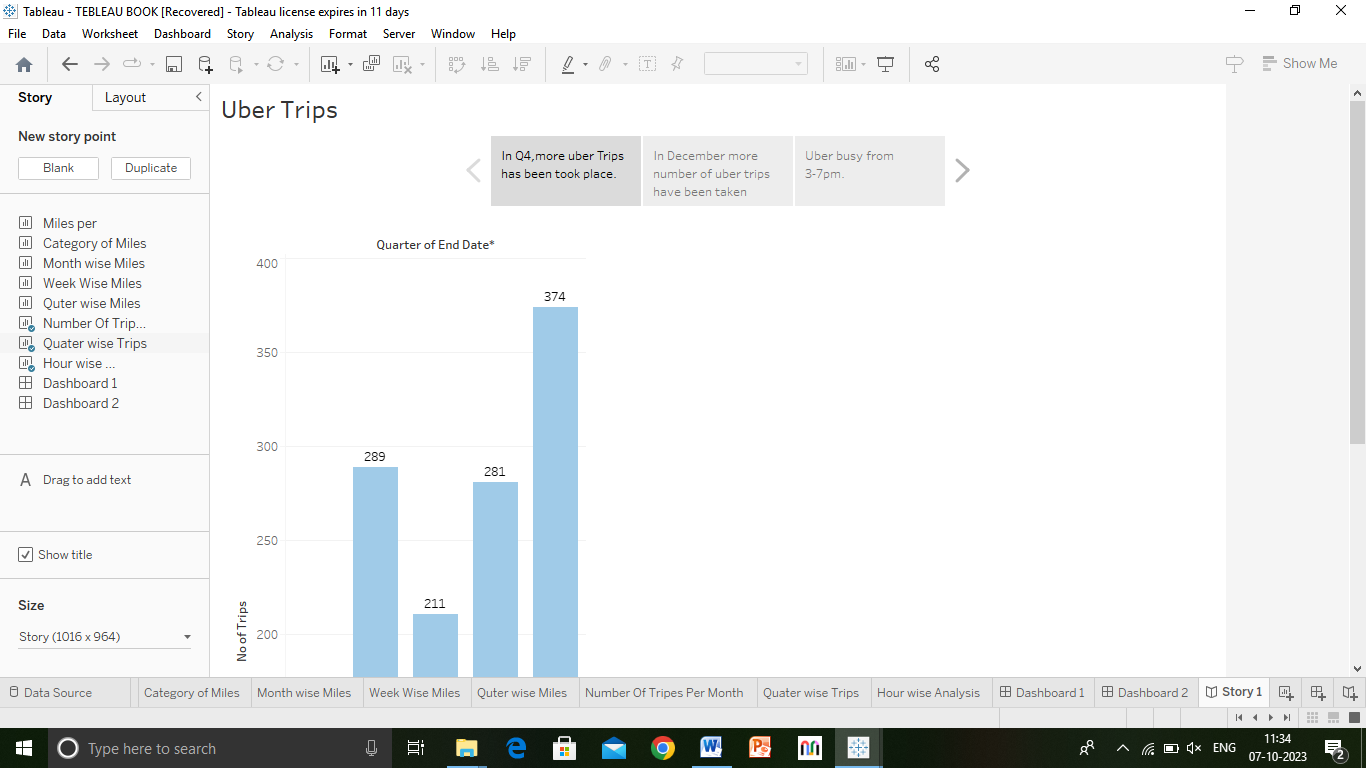 Tableau - TEBLEAU BOOK [Recovered] - Tableau license expires in 11 days
File Data Worksheet Dashboard Story Analysis Format Server Window Help
Show Me
Story Layout
New story point
Blank Duplicate
Miles per
Category of Miles
Month wise Miles
Week Wise Miles
Quter wise Miles
Number Of Trip...
Quater wise Trips
Hour wise ...
Dashboard 1
Dashboard 2
A Drag to add text
Show title
Size
Story (1016 x 964)
Uber Trips
In Q4,more uber Trips
has been took place.
In December more
number of uber trips
have been taken
Uber busy from
3-7pm.
Quarter of End Date*
400
374
350
300
289
281
250
211
200
No of Trips
Data Source Category of Miles Month wise Miles Week Wise Miles Quter wise Miles Number Of Tripes Per Month Quater wise Trips Hour wise Analysis Dashboard 1 Dashboard 2 Story 1
Type here to search
ENG
11:34
07-10-2023
2